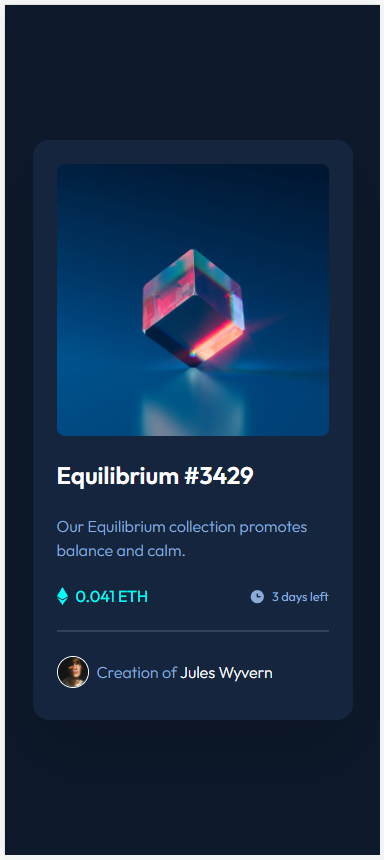 Equilibrium #3429
Our Equilibrium collection promotes
balance and calm.
0.041 ETH
3 days left
Creation of Jules Wyvern